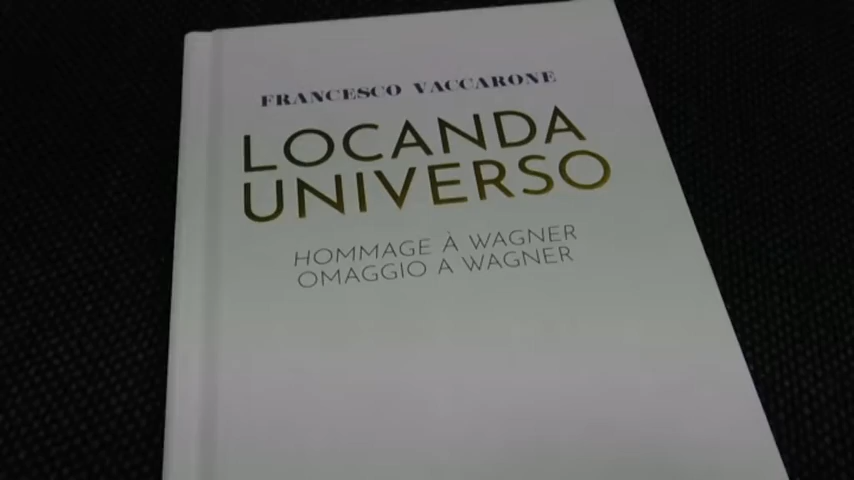 FRANCESCO VACCARONE
LOCANDA
UNIVERSO
HOMMAGE À WAGNER
OMAGGIO A WAGNER